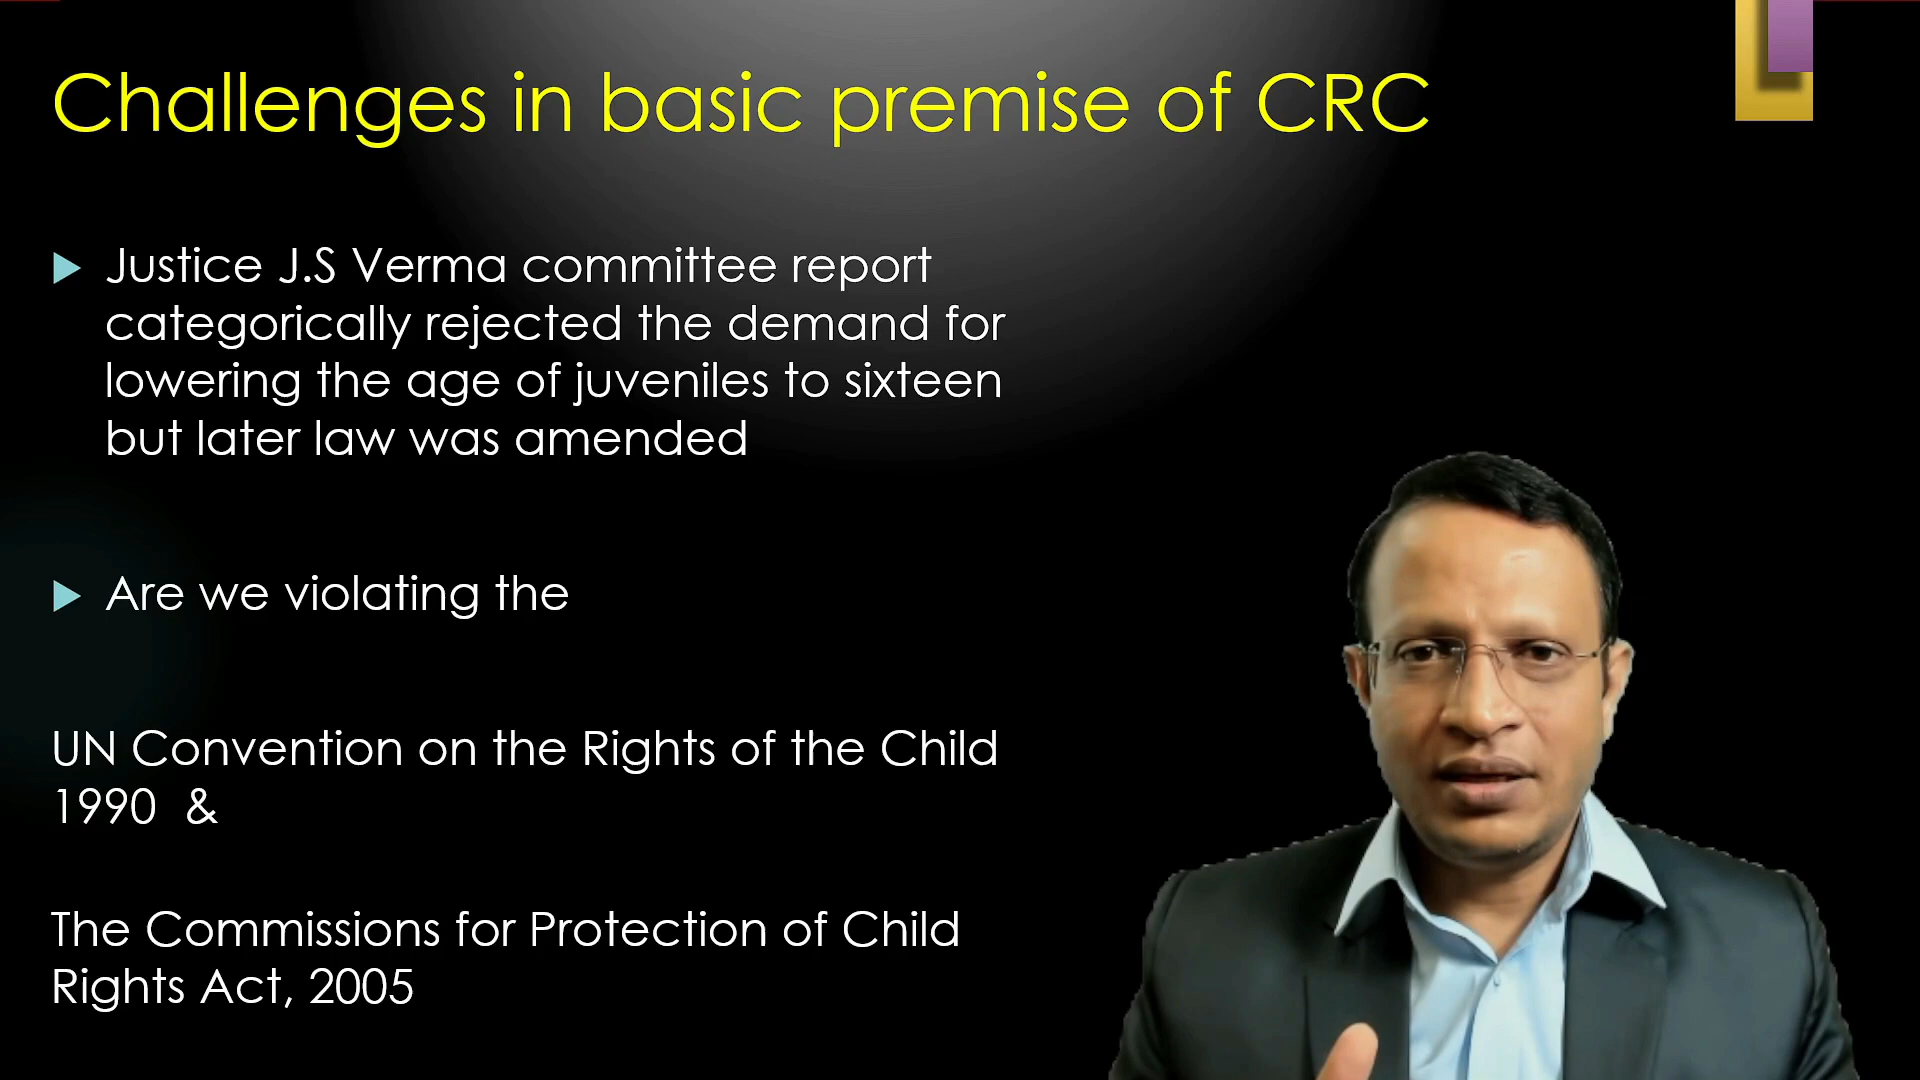 Challenges in basic premise of CRC
Justice J.S Verma committee report
categorically rejected the demand for
lowering the age of juveniles to sixteen
but later law was amended
Are we violating the
UN Convention on the Rights of the Child
1990 &
The Commissions for Protection of Child
Rights Act, 2005